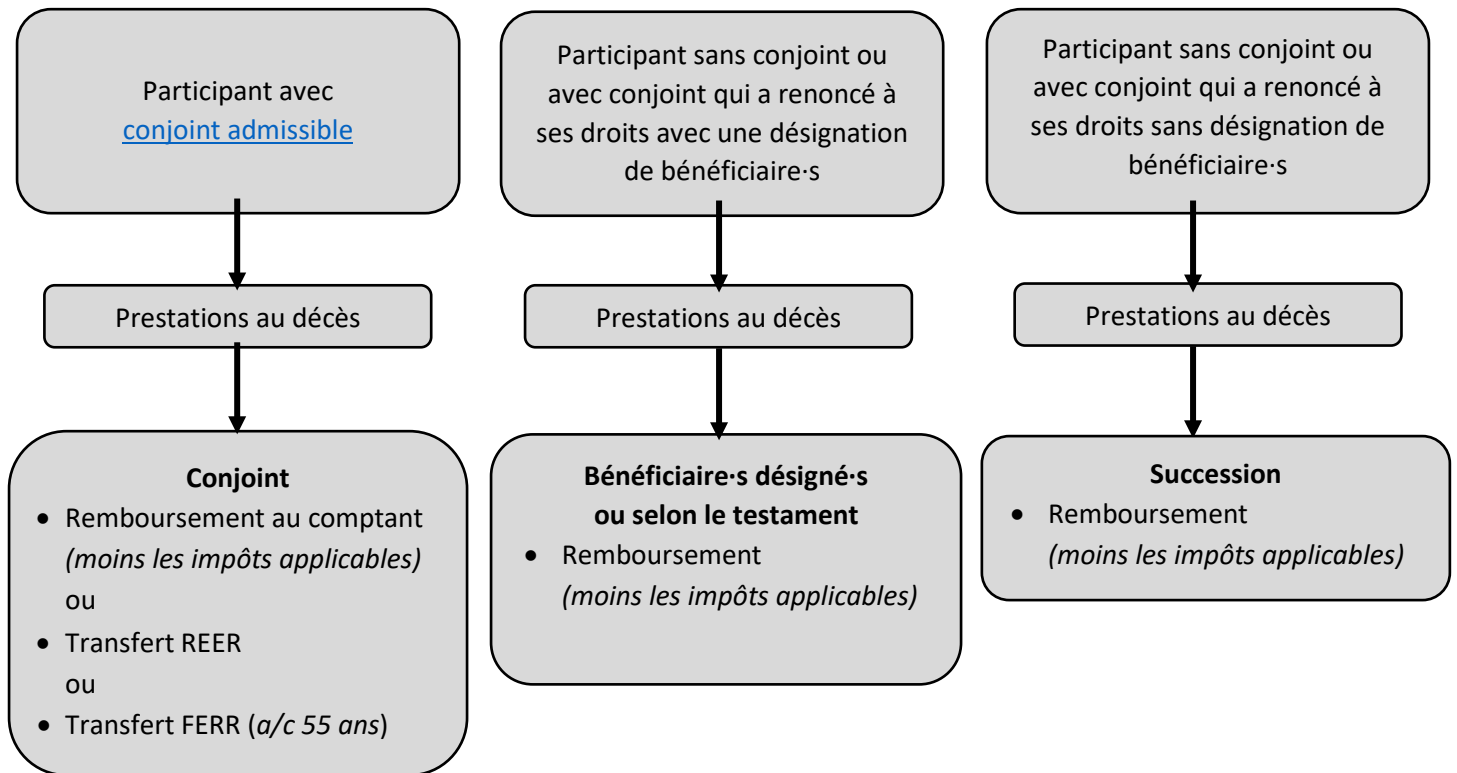 Participant avec
conjoint admissible
Prestations au décès
Conjoint
• Remboursement au comptant
(moins les impôts applicables)
ou
• Transfert REER
ou
• Transfert FERR (a/c 55 ans)
Participant sans conjoint ou
avec conjoint qui a renoncé à
ses droits avec une désignation
de bénéficiaire·s
Prestations au décès
Bénéficiaire·s désigné·s
ou selon le testament
• Remboursement
(moins les impôts applicables)
Participant sans conjoint ou
avec conjoint qui a renoncé à
ses droits sans désignation de
bénéficiaire·s
Prestations au décès
Succession
• Remboursement
(moins les impôts applicables)